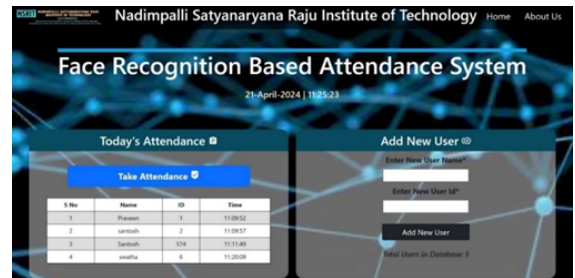 NSRIT
Nadimpalli Satyanaryana Raju Institute of Technology
Home
About Us
Face Recognition Based Attendance System
21-April-2024 | 11:25:23
Today's Attendance
Take Attendance
S No Name ID Time
1 Praveen 1 11:09:52
2 santosh 2 11:09:57
3 Santosh 574 11:11:49
4 swatha 6 11:20:09
Add New User
Enter New User Name*
Enter New User Id*
Add New User
Total Users in Database: 5